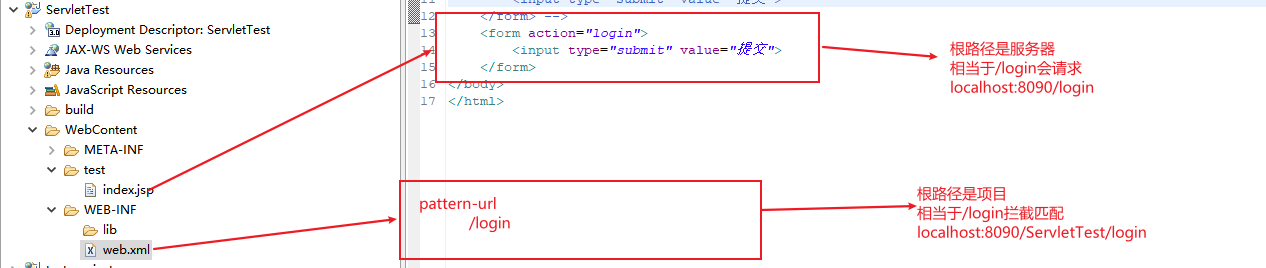 ServletTest
Deployment Descriptor: ServletTest
JAX-WS Web Services
Java Resources
JavaScript Resources
build
WebContent
META-INF
test
index.jsp
WEB-INF
lib
web.xml
12 </form> -->
13 <form action="login">
14 <input type="submit" value="提交">
15 </form>
16 </body>
17 </html>
根路径是服务器
相当于/login会请求
localhost:8090/login
pattern-url
/login
根路径是项目
相当于/login拦截匹配
localhost:8090/ServletTest/login